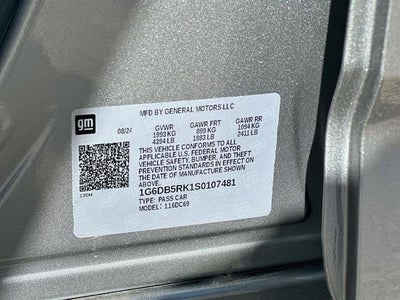 MFD BY GENERAL MOTORS LLC
gm
08/24 GVWR GAWR FRT GAWR RR
1993 KG 899 KG 1094 KG
4394 LB 1983 LB 2411 LB
THIS VEHICLE CONFORMS TO ALL
APPLICABLE U.S. FEDERAL MOTOR
VEHICLE SAFETY, BUMPER, AND THEFT
PREVENTION STANDARDS IN EFFECT ON
THE DATE OF MANUFACTURE SHOWN
ABOVE.
1G6DB5RK1S0107481
TYPE: PASS CAR
MODEL: 116DC69